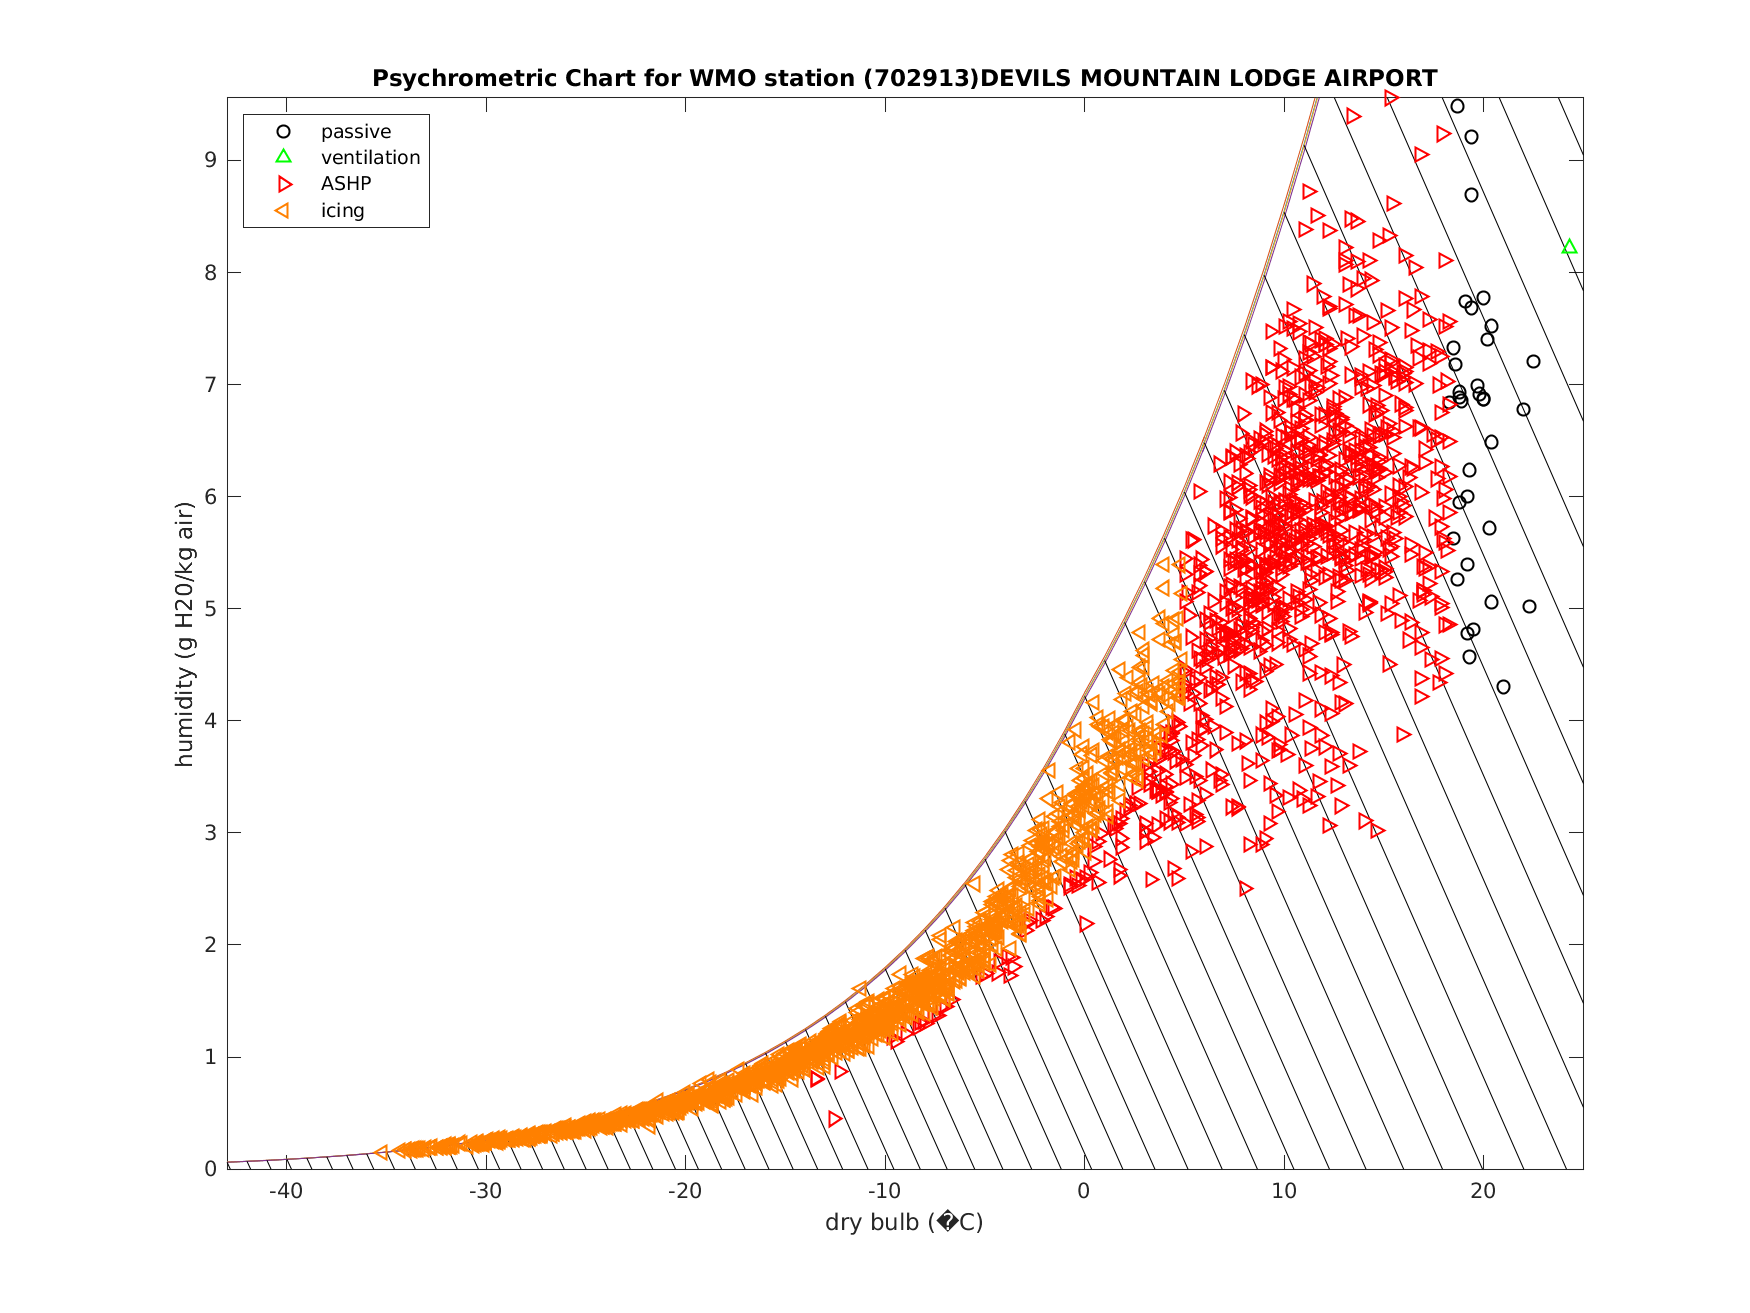 Psychrometric Chart for WMO station (702913)DEVILS MOUNTAIN LODGE AIRPORT
passive
ventilation
ASHP
icing
9
8
7
6
5
4
3
2
1
0
humidity (g H20/kg air)
-40 -30 -20 -10 0 10 20
dry bulb (�C)